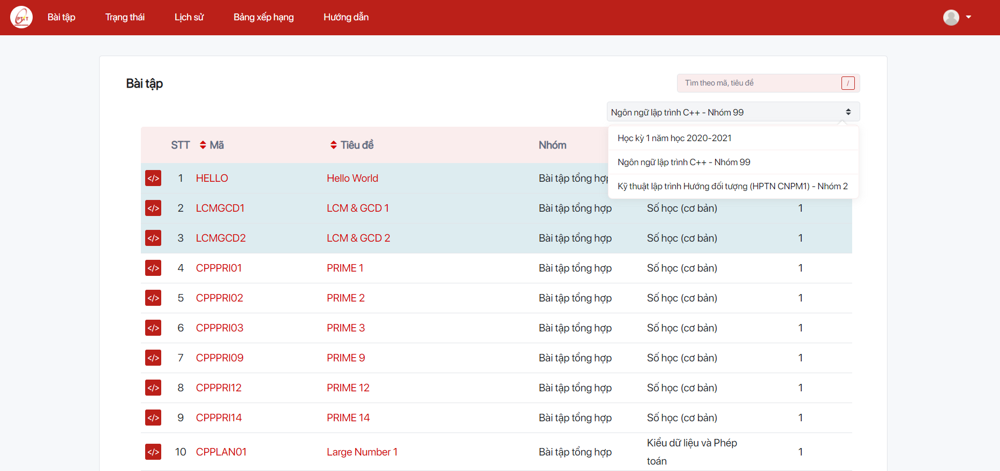 PTIT
Bài tập Trạng thái Lịch sử Bảng xếp hạng Hướng dẫn
Bài tập
Tìm theo mã, tiêu đề /
Ngôn ngữ lập trình C++ - Nhóm 99
Học kỳ 1 năm học 2020-2021
Ngôn ngữ lập trình C++ - Nhóm 99
Kỹ thuật lập trình Hướng đối tượng (HPTN CNPM1) - Nhóm 2
STT Mã Tiêu đề Nhóm
</> 1 HELLO Hello World Bài tập tổng hợp
</> 2 LCMGCD1 LCM & GCD 1 Bài tập tổng hợp Số học (cơ bản) 1
</> 3 LCMGCD2 LCM & GCD 2 Bài tập tổng hợp Số học (cơ bản) 1
</> 4 CPPPRI01 PRIME 1 Bài tập tổng hợp Số học (cơ bản) 1
</> 5 CPPPRI02 PRIME 2 Bài tập tổng hợp Số học (cơ bản) 1
</> 6 CPPPRI03 PRIME 3 Bài tập tổng hợp Số học (cơ bản) 1
</> 7 CPPPRI09 PRIME 9 Bài tập tổng hợp Số học (cơ bản) 1
</> 8 CPPPRI12 PRIME 12 Bài tập tổng hợp Số học (cơ bản) 1
</> 9 CPPPRI14 PRIME 14 Bài tập tổng hợp Số học (cơ bản) 1
</> 10 CPPLAN01 Large Number 1 Bài tập tổng hợp Kiểu dữ liệu và Phép 1
toán